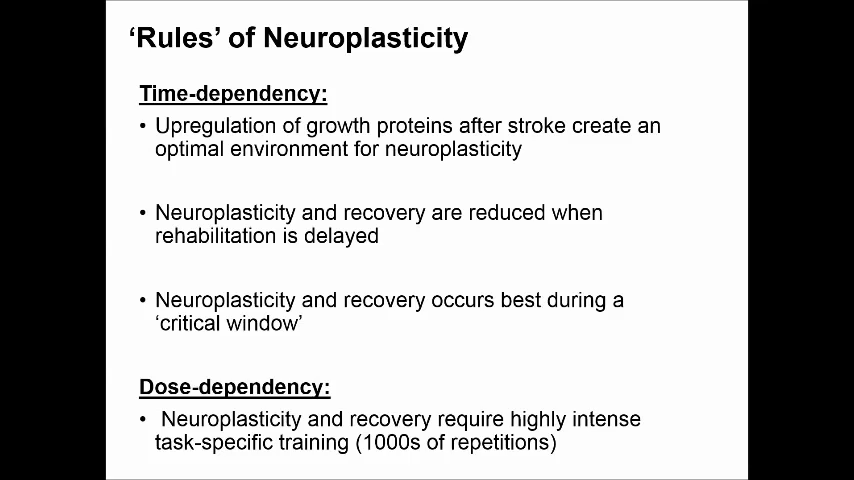 ‘Rules’ of Neuroplasticity
Time-dependency:
• Upregulation of growth proteins after stroke create an
optimal environment for neuroplasticity
• Neuroplasticity and recovery are reduced when
rehabilitation is delayed
• Neuroplasticity and recovery occurs best during a
‘critical window’
Dose-dependency:
• Neuroplasticity and recovery require highly intense
task-specific training (1000s of repetitions)